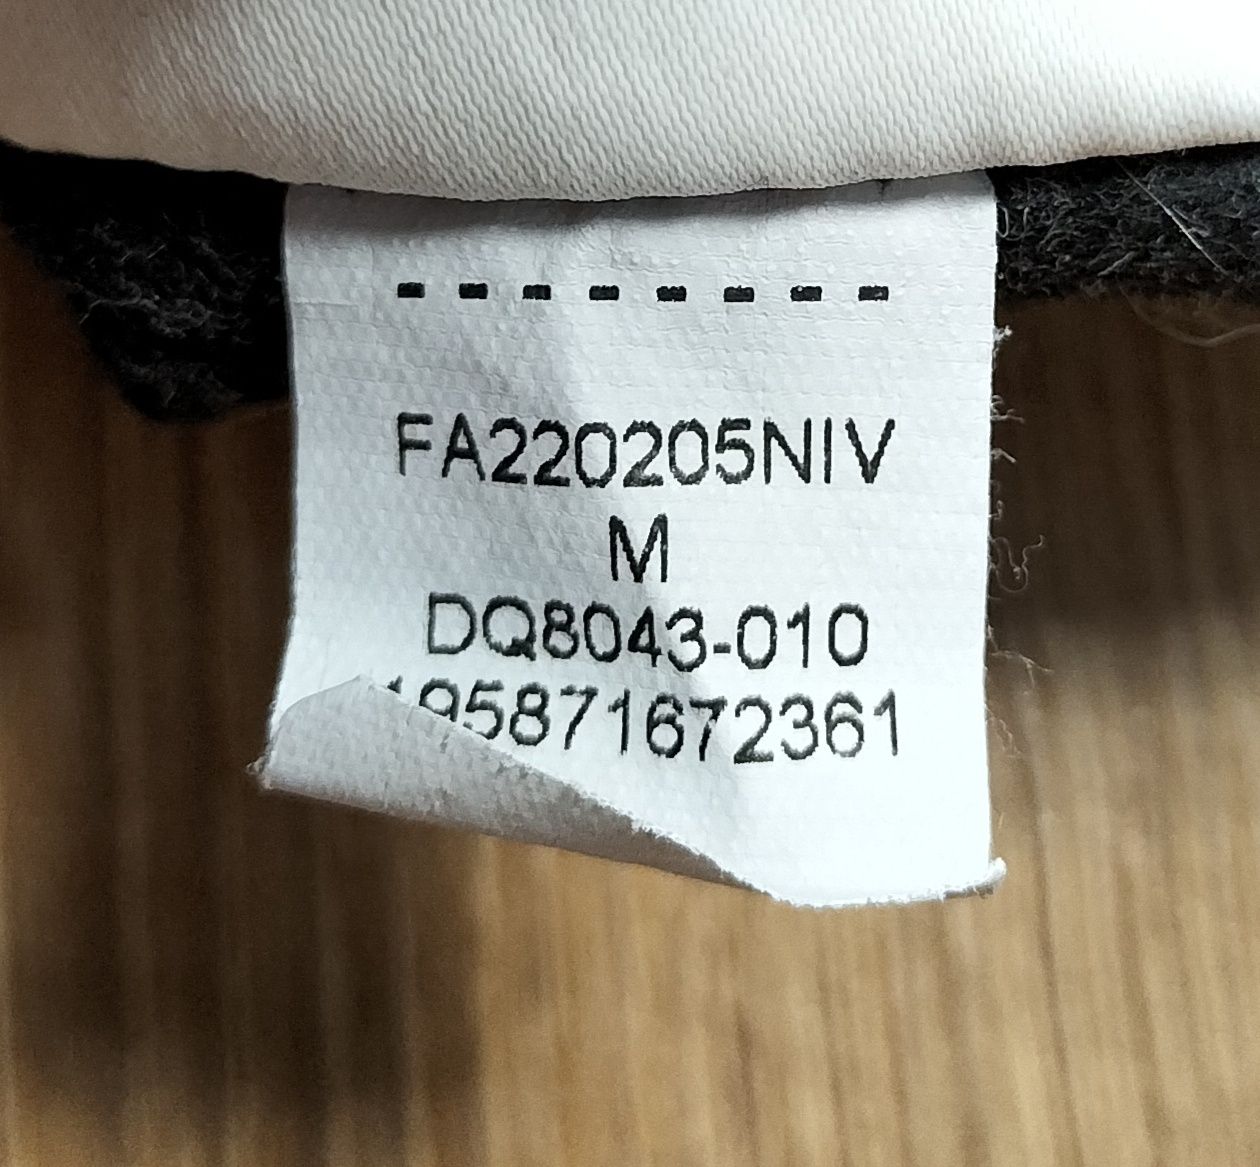 - - - - - - - -
FA220205NIV
M
DQ8043-010
195871672361